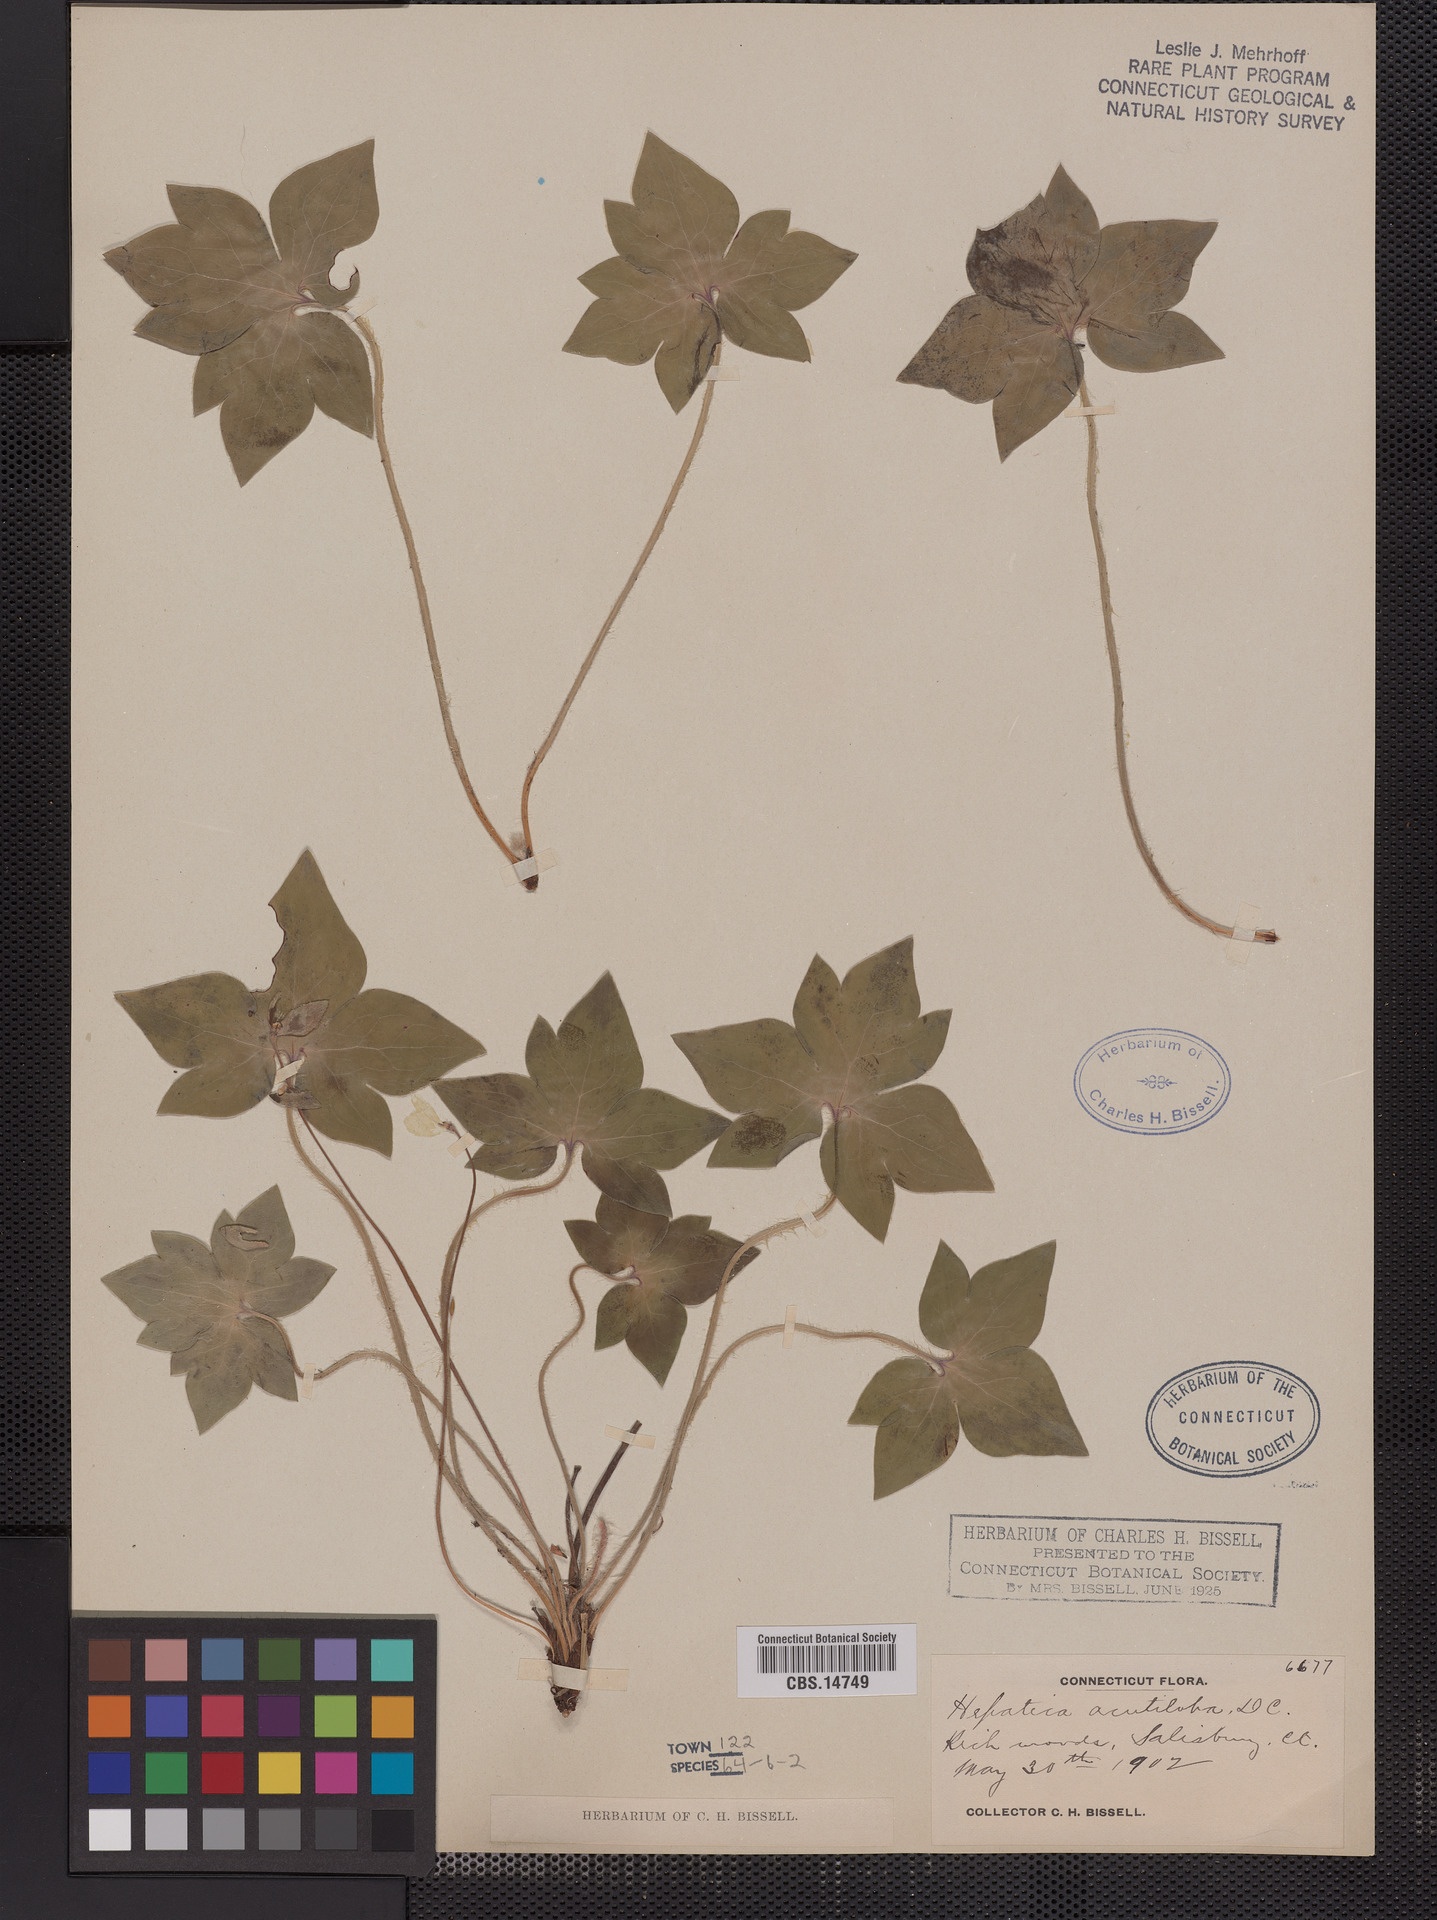 Leslie J. Mehrhoff
RARE PLANT PROGRAM
CONNECTICUT GEOLOGICAL &
NATURAL HISTORY SURVEY
Herbarium of
Charles H. Bissell.
HERBARIUM OF THE
CONNECTICUT
BOTANICAL SOCIETY
HERBARIUM OF CHARLES H. BISSELL,
PRESENTED TO THE
CONNECTICUT BOTANICAL SOCIETY.
BY MRS. BISSELL, JUNE 1925
Connecticut Botanical Society
CBS.14749
6677
CONNECTICUT FLORA.
Hepatica acutiloba, DC.
Rich woods, Salisbury, Ct.
May 30th 1902
COLLECTOR C. H. BISSELL.
TOWN 122
SPECIES 64-6-2
HERBARIUM OF C. H. BISSELL.